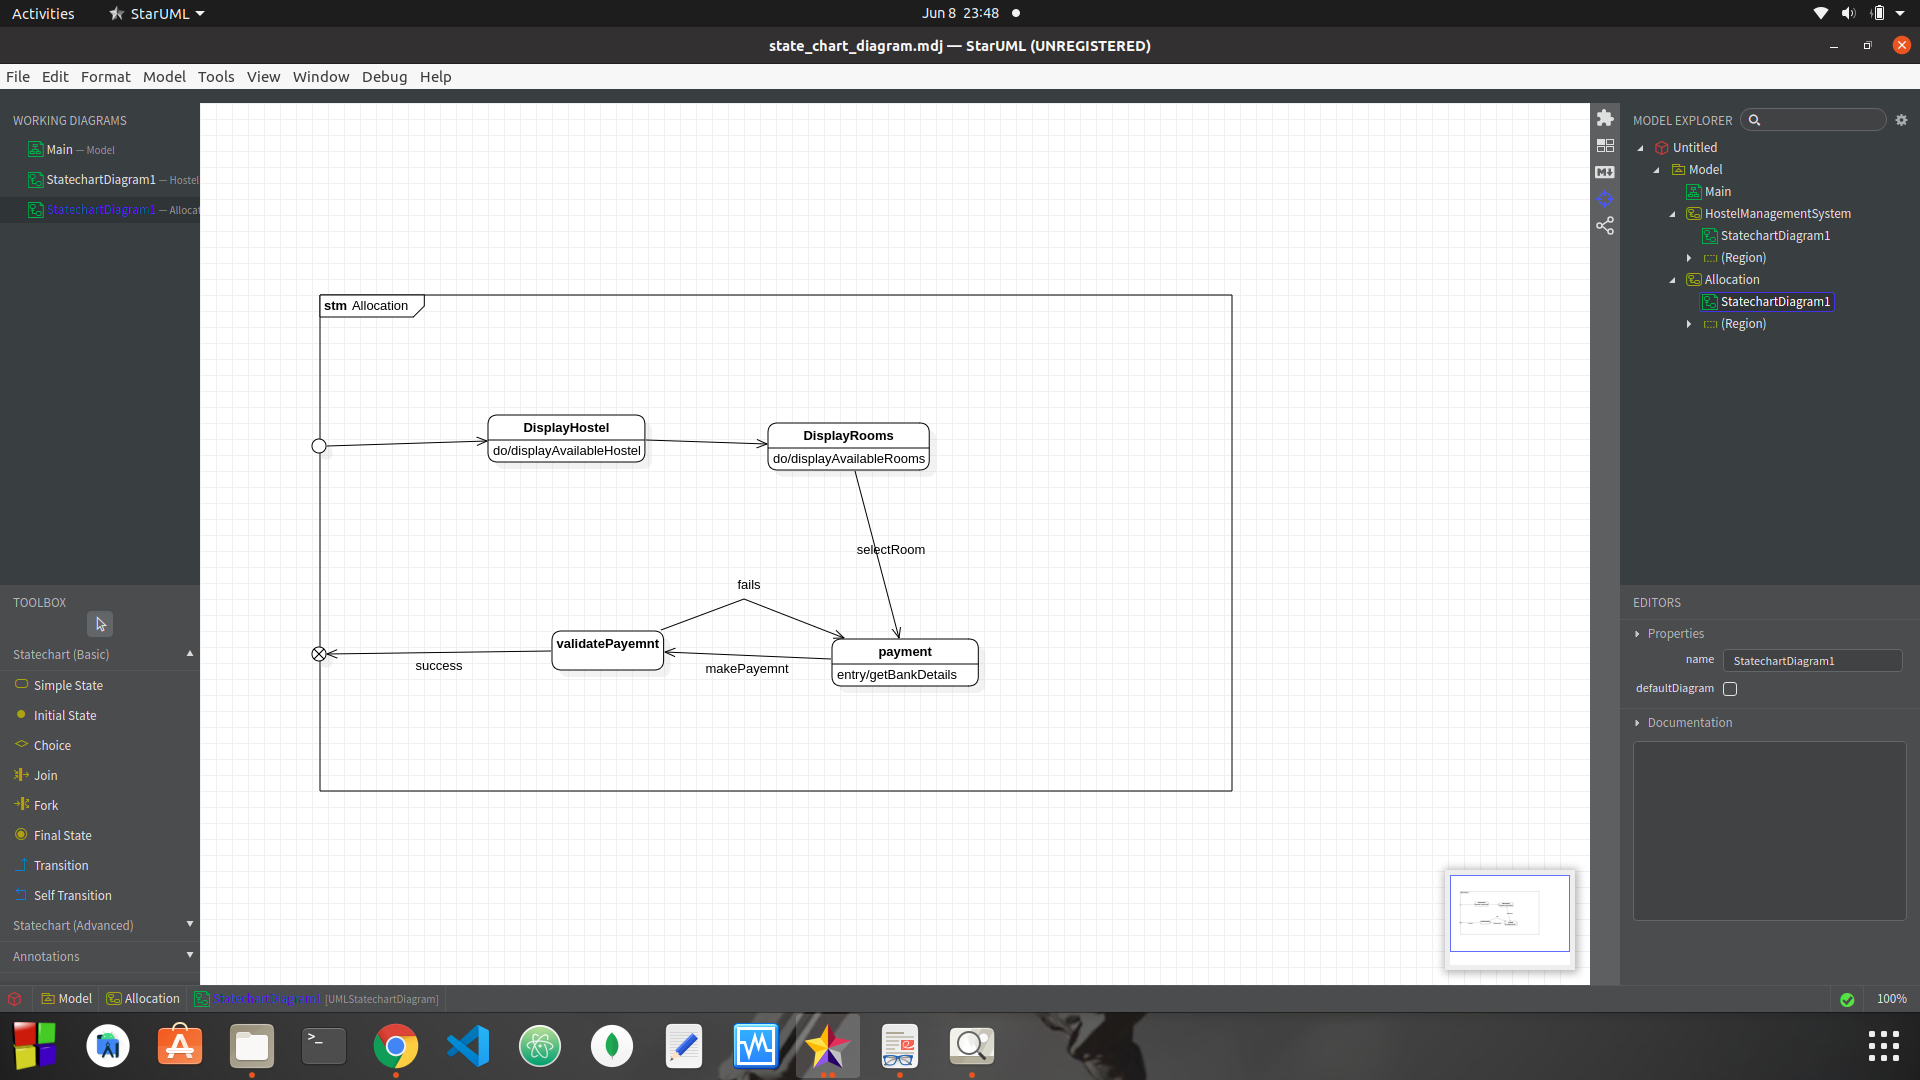 Activities
StarUML
Jun 8 23:48
state_chart_diagram.mdj — StarUML (UNREGISTERED)
File Edit Format Model Tools View Window Debug Help
WORKING DIAGRAMS
Main — Model
StatechartDiagram1 — Hostel
StatechartDiagram1 — Allocat
TOOLBOX
Statechart (Basic)
Simple State
Initial State
Choice
Join
Fork
Final State
Transition
Self Transition
Statechart (Advanced)
Annotations
stm Allocation
DisplayHostel
do/displayAvailableHostel
DisplayRooms
do/displayAvailableRooms
selectRoom
fails
validatePayemnt
payment
entry/getBankDetails
makePayemnt
success
M
MODEL EXPLORER
Untitled
Model
Main
HostelManagementSystem
StatechartDiagram1
(Region)
Allocation
StatechartDiagram1
(Region)
EDITORS
Properties
name StatechartDiagram1
defaultDiagram
Documentation
Model Allocation StatechartDiagram1 [UMLStatechartDiagram]
100%
>_